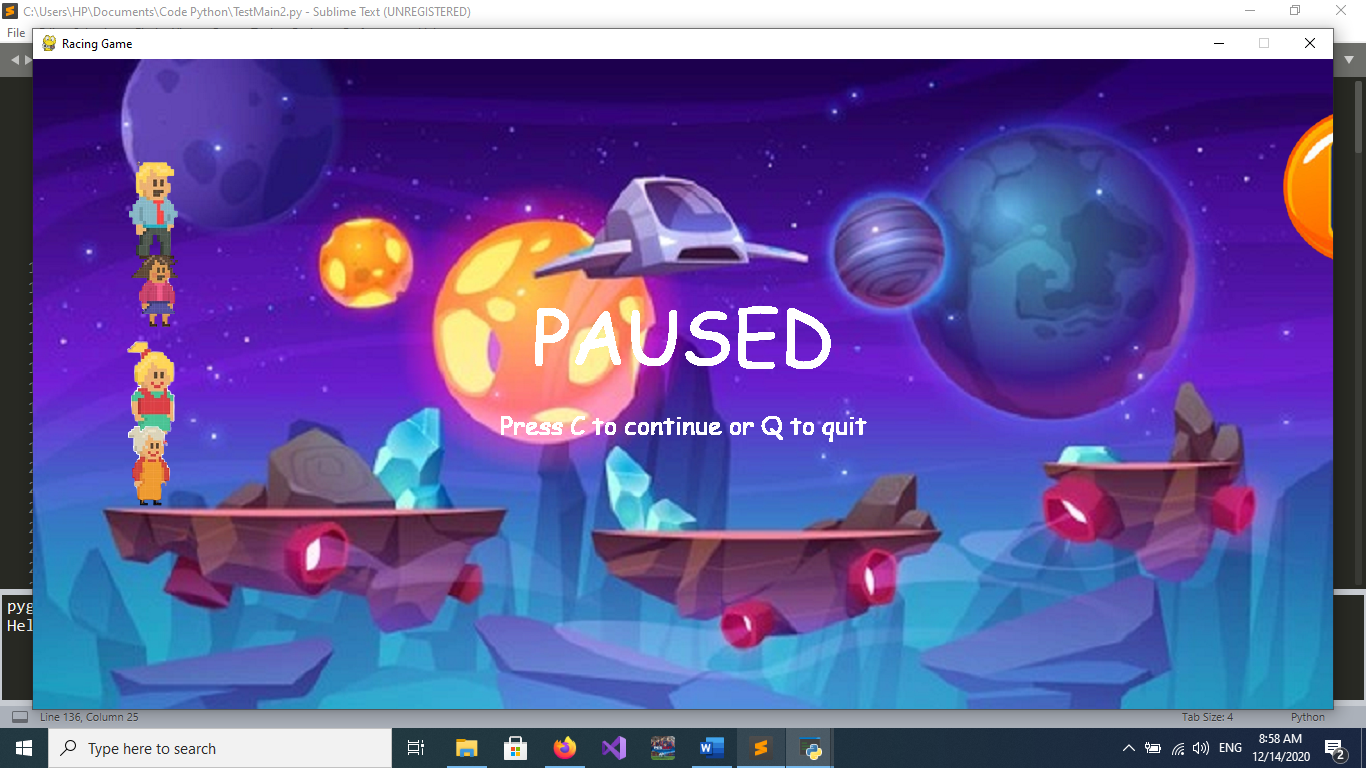 C:\Users\HP\Documents\Code Python\TestMain2.py - Sublime Text (UNREGISTERED)
File
Racing Game
PAUSED
Press C to continue or Q to quit
pyg
Hel
Line 136, Column 25
Tab Size: 4
Python
Type here to search
ENG
8:58 AM
12/14/2020
2